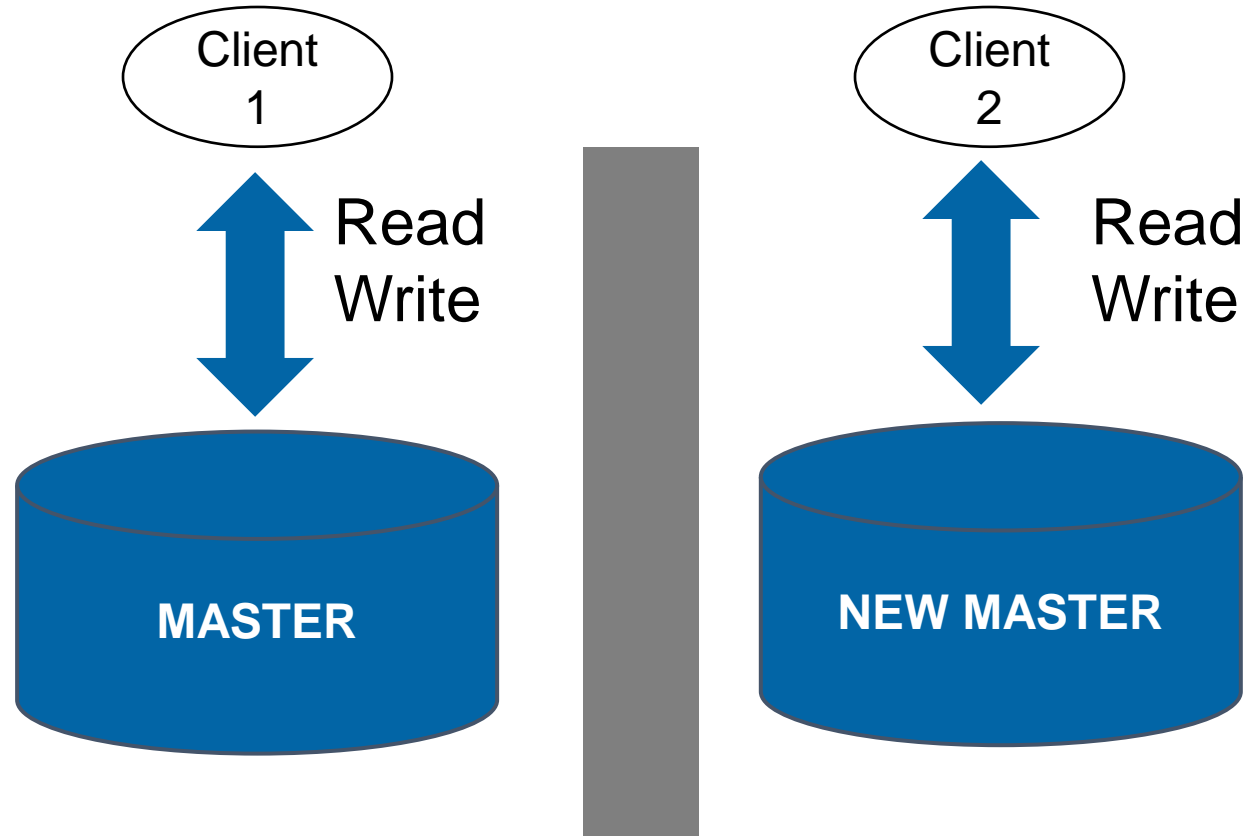 Client
1
Client
2
Read
Write
Read
Write
MASTER
NEW MASTER